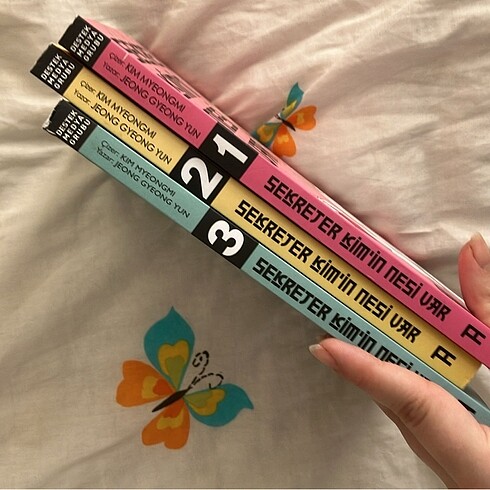 DESTEK
MEDYA
GRUBU
Çizer: KIM MYEONGMI
Yazar: JEONG GYEONG YUN
1
SEKRETER KİM'İN NESİ VAR
DESTEK
MEDYA
GRUBU
Çizer: KIM MYEONGMI
Yazar: JEONG GYEONG YUN
2
SEKRETER KİM'İN NESİ VAR
DESTEK
MEDYA
GRUBU
Çizer: KIM MYEONGMI
Yazar: JEONG GYEONG YUN
3
SEKRETER KİM'İN NESİ